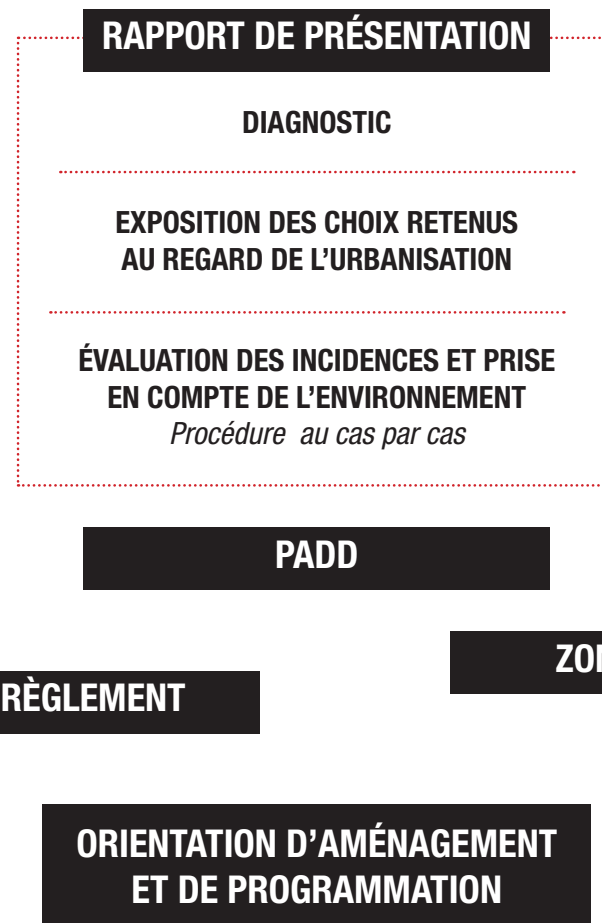 RAPPORT DE PRÉSENTATION
DIAGNOSTIC
EXPOSITION DES CHOIX RETENUS
AU REGARD DE L'URBANISATION
ÉVALUATION DES INCIDENCES ET PRISE
EN COMPTE DE L'ENVIRONNEMENT
Procédure au cas par cas
PADD
RÈGLEMENT
ORIENTATION D'AMÉNAGEMENT
ET DE PROGRAMMATION